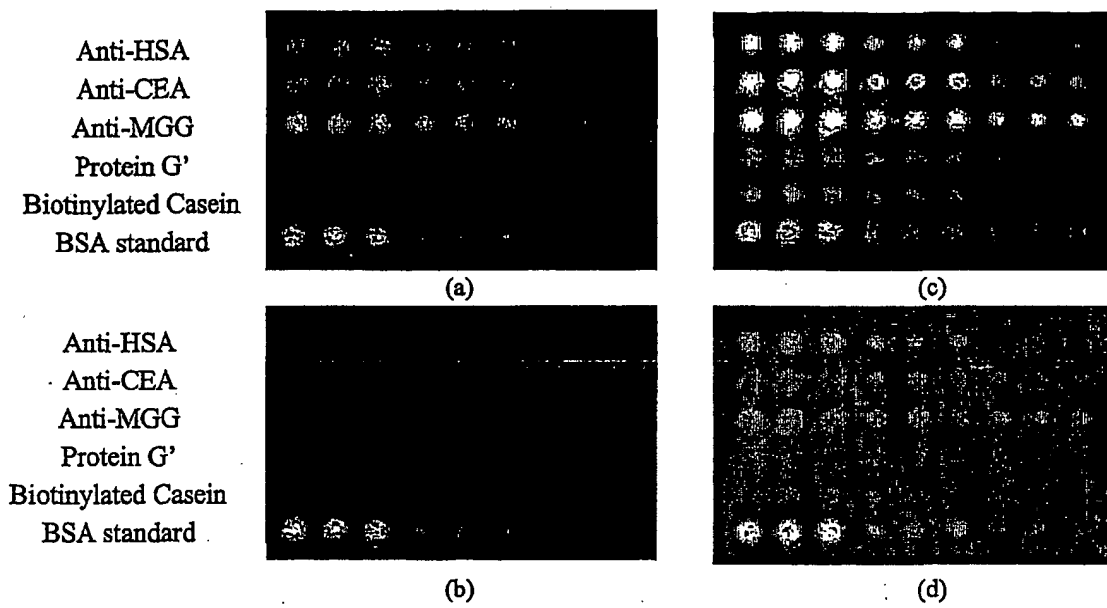 Anti-HSA
Anti-CEA
Anti-MGG
Protein G'
Biotinylated Casein
BSA standard
(a)
(c)
Anti-HSA
Anti-CEA
Anti-MGG
Protein G'
Biotinylated Casein
BSA standard
(b)
(d)